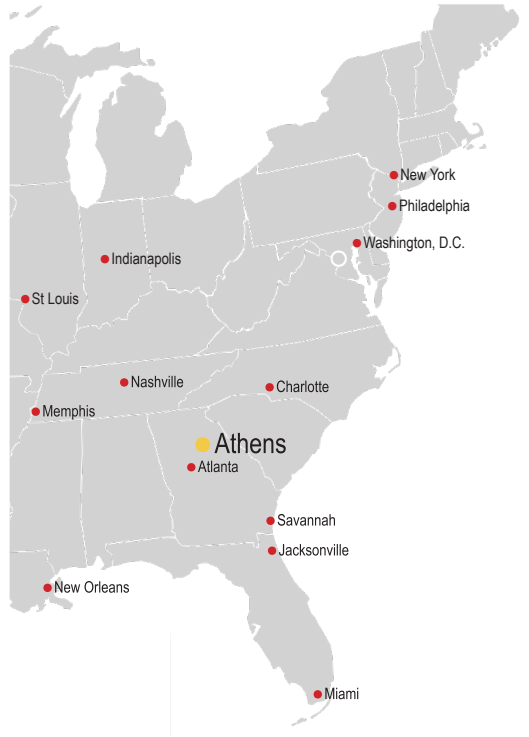 New York
Philadelphia
Washington, D.C.
Indianapolis
St Louis
Nashville
Charlotte
Memphis
Athens
Atlanta
Savannah
Jacksonville
New Orleans
Miami